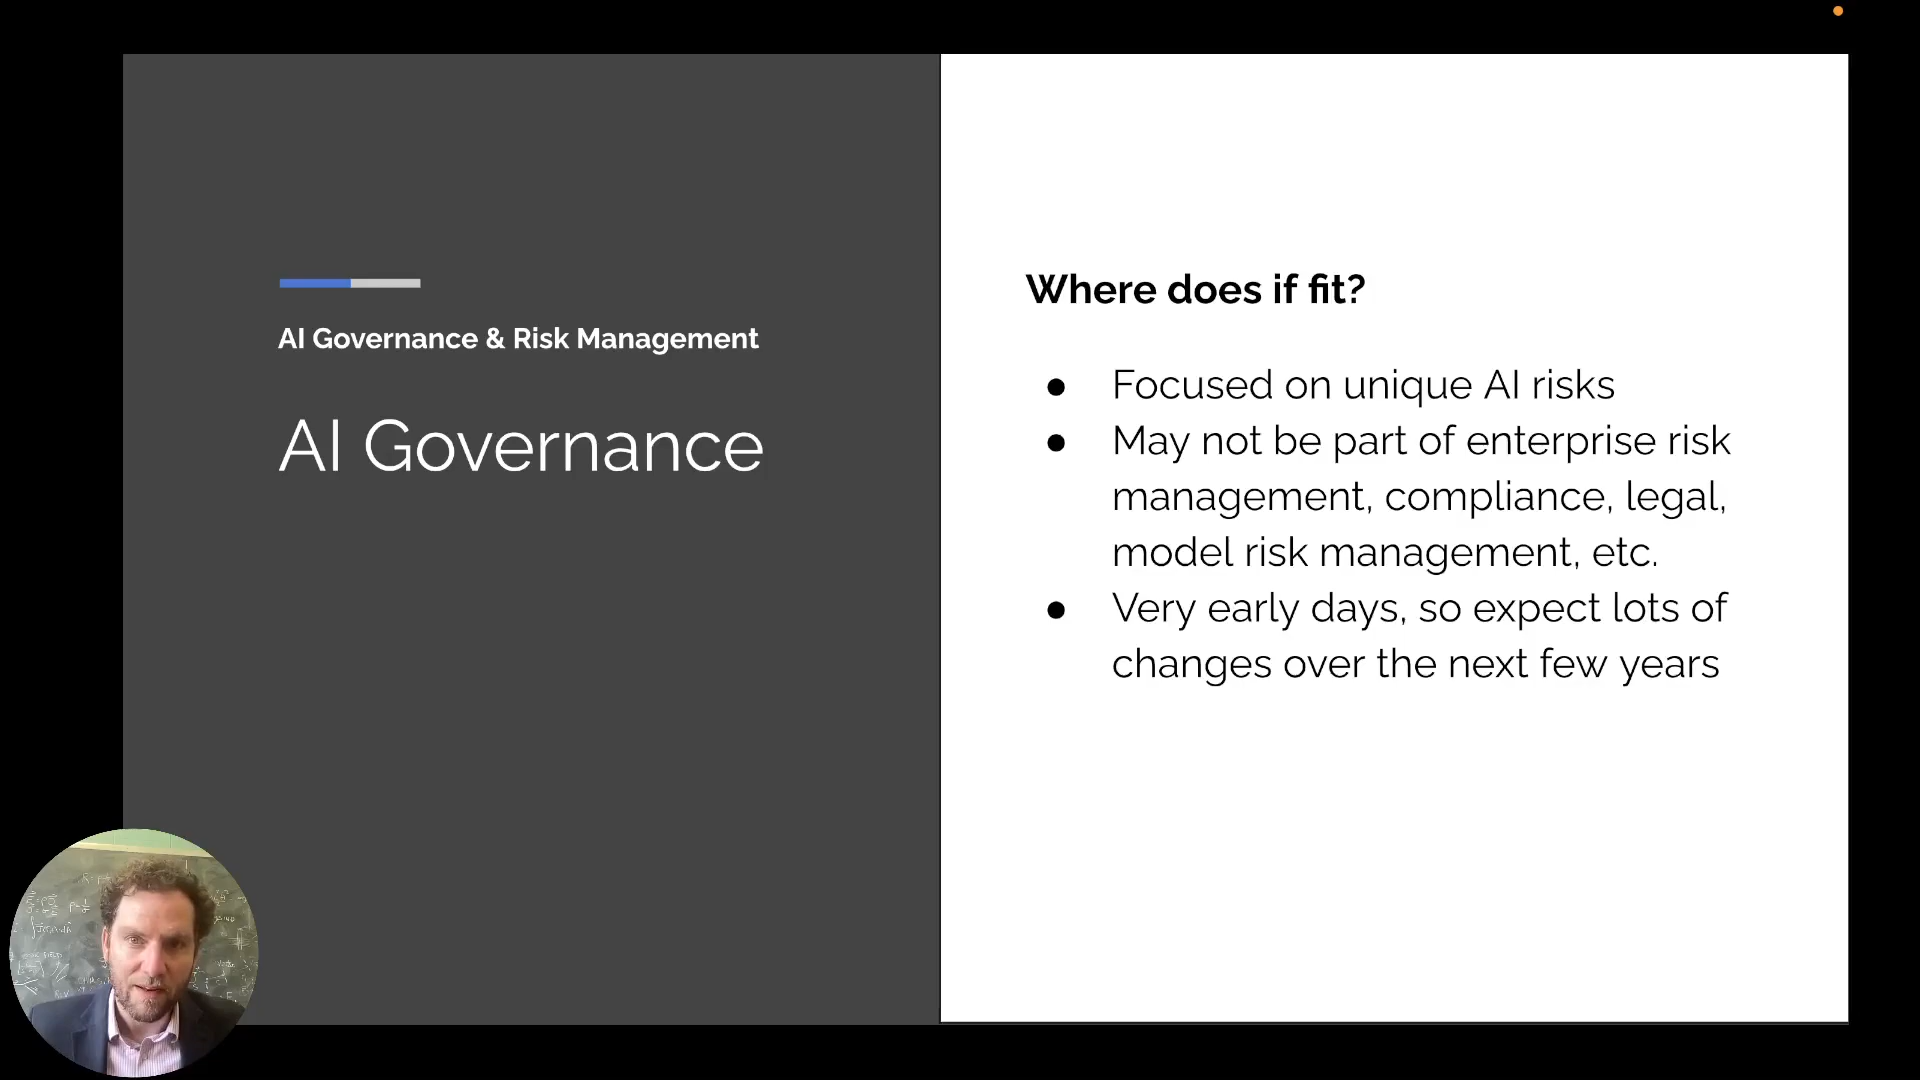 AI Governance & Risk Management
AI Governance
Where does if fit?
● Focused on unique AI risks
● May not be part of enterprise risk
management, compliance, legal,
model risk management, etc.
● Very early days, so expect lots of
changes over the next few years